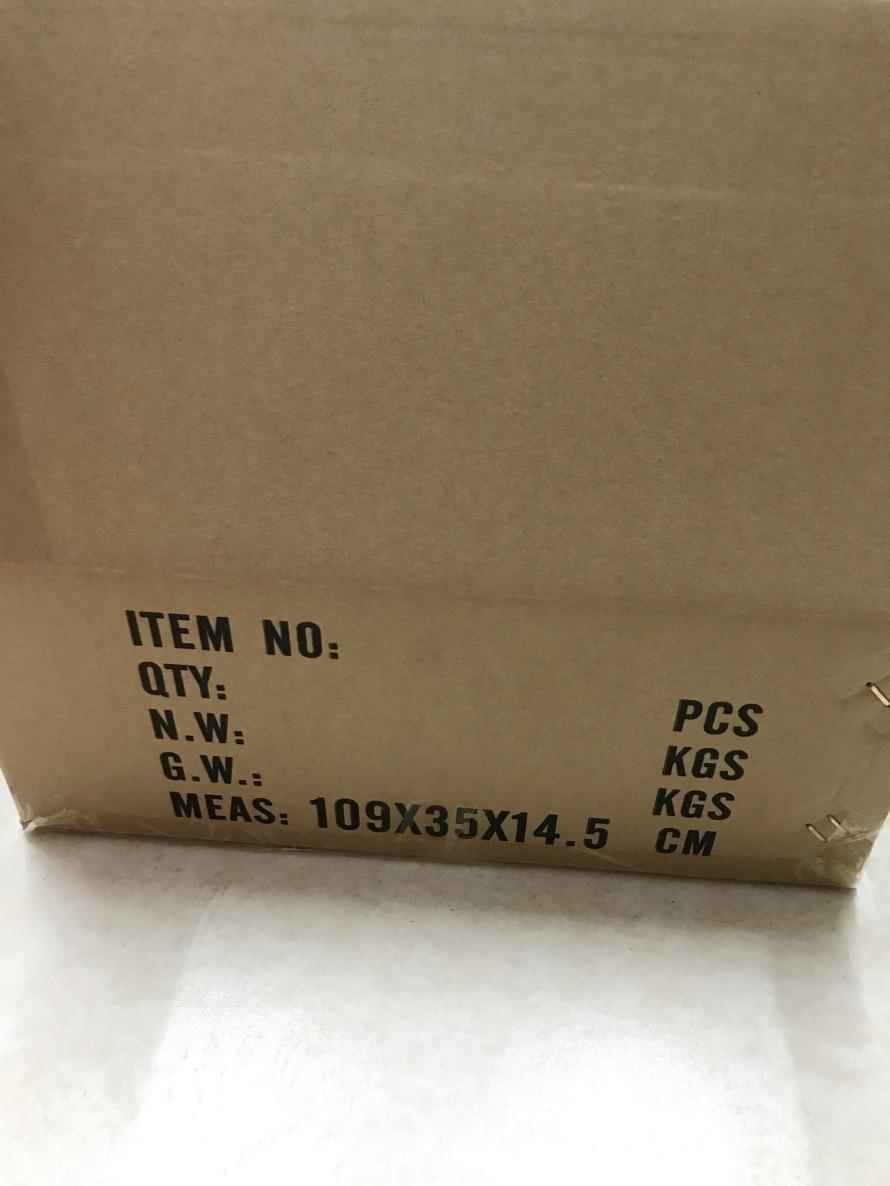 ITEM NO:
QTY: PCS
N.W: KGS
G.W.: KGS
MEAS: 109X35X14.5 CM